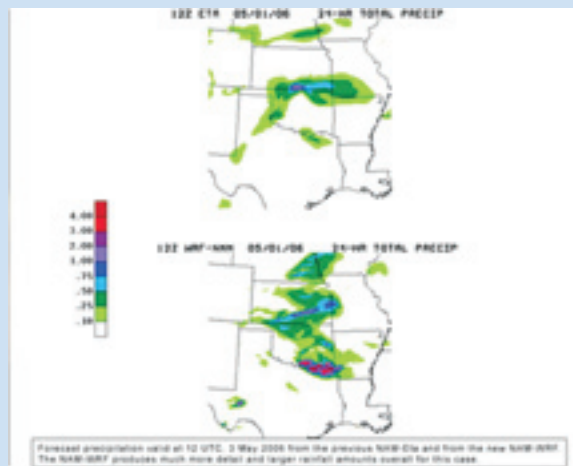 12Z ETA 05/01/06 24-HR TOTAL PRECIP
12Z WRF-NAM 05/01/06 24-HR TOTAL PRECIP
4.00
3.00
2.00
1.00
.75
.50
.25
.10
Forecast precipitation valid at 12 UTC, 3 May 2006 from the previous NAM-Eta and from the new NAM-WRF.
The NAM-WRF produces much more detail and larger rainfall amounts overall for this case.